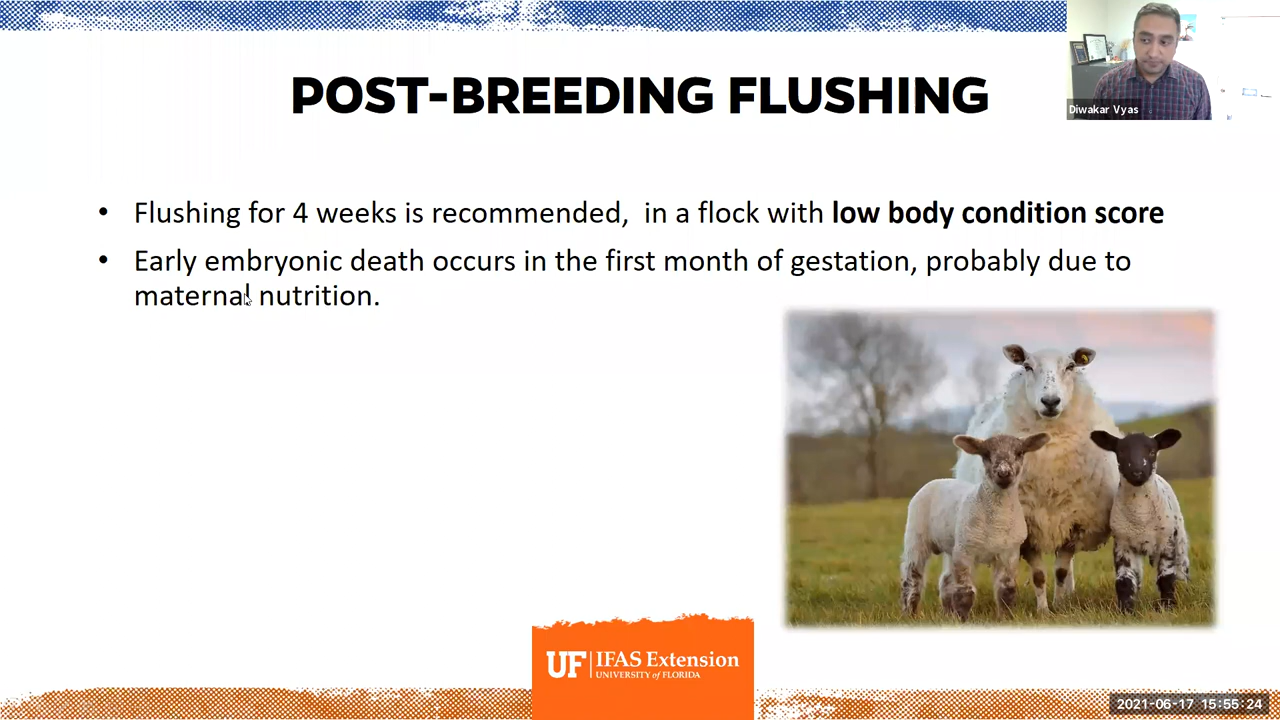 POST-BREEDING FLUSHING
Diwakar Vyas
• Flushing for 4 weeks is recommended,  in a flock with low body condition score
• Early embryonic death occurs in the first month of gestation, probably due to
maternal nutrition.
UF IFAS Extension
UNIVERSITY of FLORIDA
2021-06-17 15:55:24